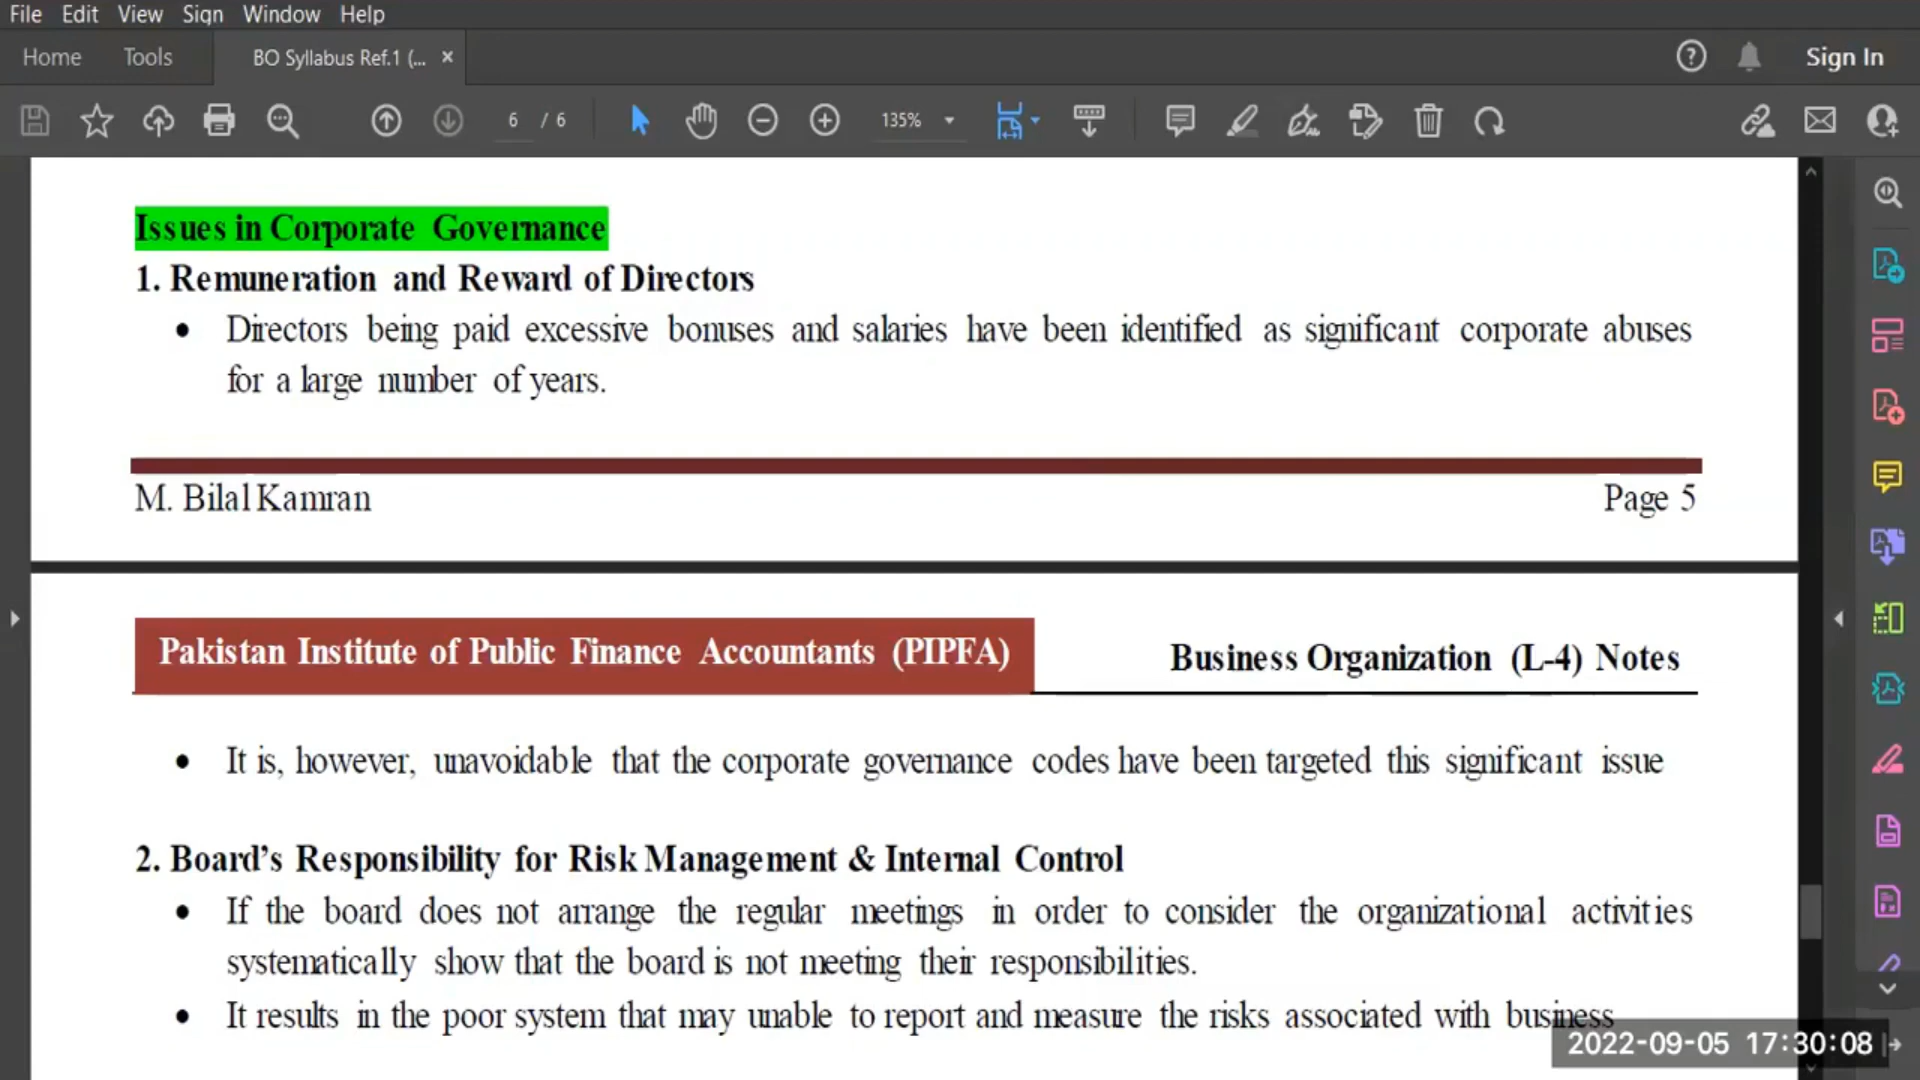 File Edit View Sign Window Help
Home Tools BO Syllabus Ref.1 (... × Sign In
6 / 6 135%
Issues in Corporate Governance
1. Remuneration and Reward of Directors
• Directors being paid excessive bonuses and salaries have been identified as significant corporate abuses
for a large number of years.
M. Bilal Kamran Page 5
Pakistan Institute of Public Finance Accountants (PIPFA) Business Organization (L-4) Notes
• It is, however, unavoidable that the corporate governance codes have been targeted this significant issue
2. Board's Responsibility for Risk Management & Internal Control
• If the board does not arrange the regular meetings in order to consider the organizational activities
systematically show that the board is not meeting their responsibilities.
• It results in the poor system that may unable to report and measure the risks associated with business
2022-09-05 17:30:08